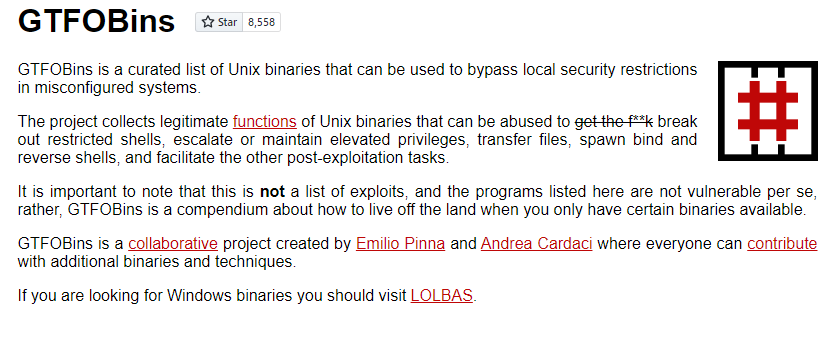 GTFOBins
Star 8,558
GTFOBins is a curated list of Unix binaries that can be used to bypass local security restrictions
in misconfigured systems.
The project collects legitimate functions of Unix binaries that can be abused to get the f**k break
out restricted shells, escalate or maintain elevated privileges, transfer files, spawn bind and
reverse shells, and facilitate the other post-exploitation tasks.
It is important to note that this is not a list of exploits, and the programs listed here are not vulnerable per se,
rather, GTFOBins is a compendium about how to live off the land when you only have certain binaries available.
GTFOBins is a collaborative project created by Emilio Pinna and Andrea Cardaci where everyone can contribute
with additional binaries and techniques.
If you are looking for Windows binaries you should visit LOLBAS.